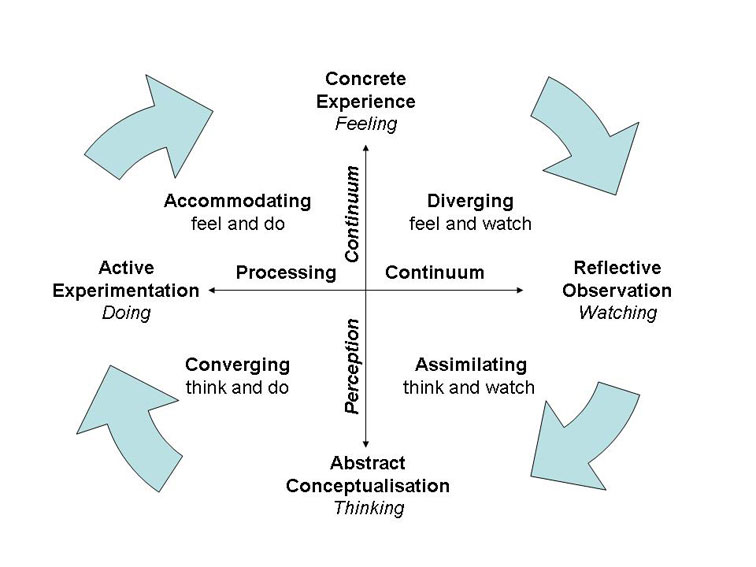 Concrete
Experience
Feeling
Accommodating
feel and do
Continuum
Diverging
feel and watch
Active
Experimentation
Doing
Processing
Continuum
Reflective
Observation
Watching
Converging
think and do
Perception
Assimilating
think and watch
Abstract
Conceptualisation
Thinking